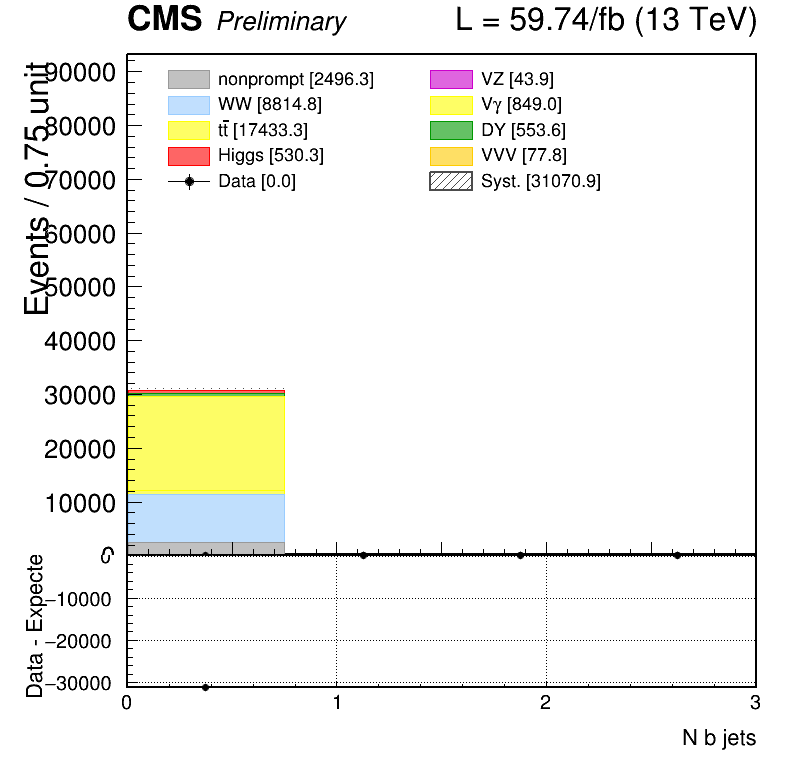 CMS Preliminary L = 59.74/fb (13 TeV)
Events / 0.75 unit
90000
80000
70000
60000
50000
40000
30000
20000
10000
0
nonprompt [2496.3]
WW [8814.8]
tt̄ [17433.3]
Higgs [530.3]
Data [0.0]
VZ [43.9]
Vγ [849.0]
DY [553.6]
VVV [77.8]
Syst. [31070.9]
Data - Expecte
−10000
−20000
−30000
0 1 2 3
N b jets